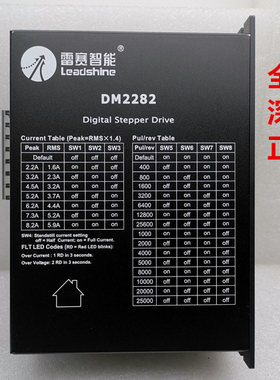 雷赛智能
Leadshine
DM2282
Digital Stepper Drive
Current Table (Peak=RMS×1.4)
Peak RMS SW1 SW2 SW3
Default off off off
2.2A 1.6A on off off
3.2A 2.3A off on off
4.5A 3.2A on on off
5.2A 3.7A off off on
6.2A 4.4A on off on
7.3A 5.2A off on on
8.2A 5.9A on on on
SW4: Standstill current setting
off = Half Current; on = Full Current.
FLT LED Codes (RD = Red LED blinks):
Over Current : 1 RD in 3 seconds.
Over Voltage : 2 RD in 3 seconds.
Pul/rev Table
Pul/rev SW5 SW6 SW7 SW8
Default on on on on
400 off on on on
800 on off on on
1600 off off on on
3200 on on off on
6400 off on off on
12800 on off off on
25600 off off off on
1000 on on on off
2000 off on on off
4000 on off on off
5000 off off on off
8000 on on off off
10000 off on off off
20000 on off off off
25000 off off off off
全
深
正